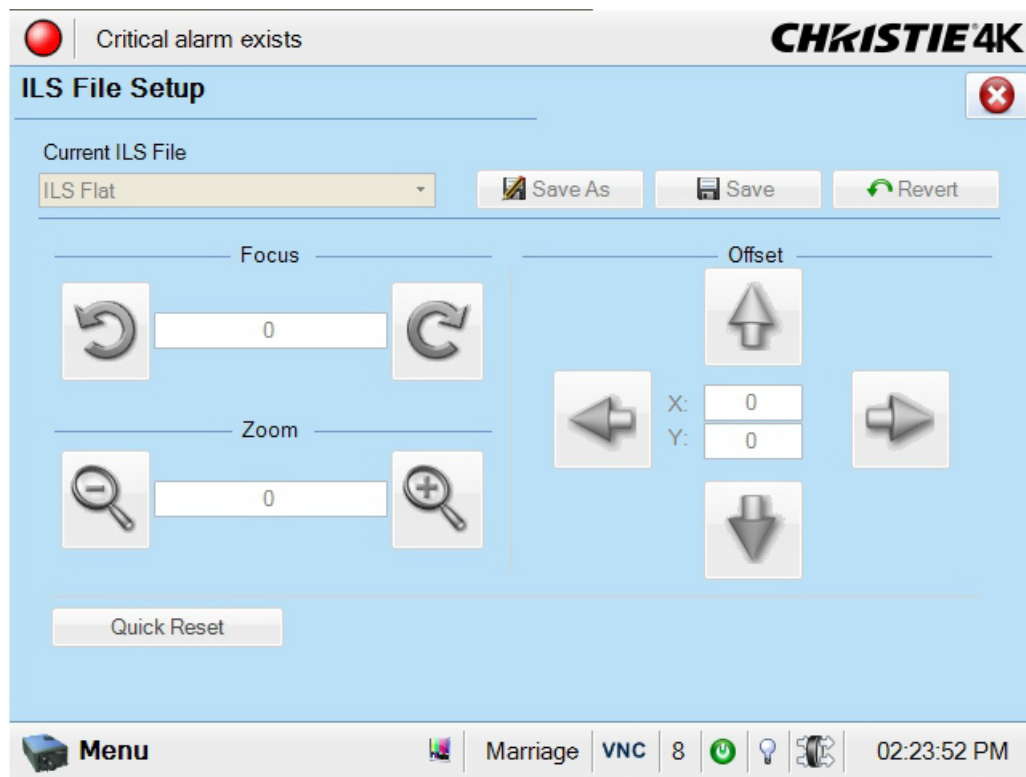 Critical alarm exists
CHRISTIE 4K
ILS File Setup
Current ILS File
ILS Flat
Save As
Save
Revert
Focus
0
Zoom
0
Offset
X: 0
Y: 0
Quick Reset
Menu
Marriage
VNC
8
02:23:52 PM